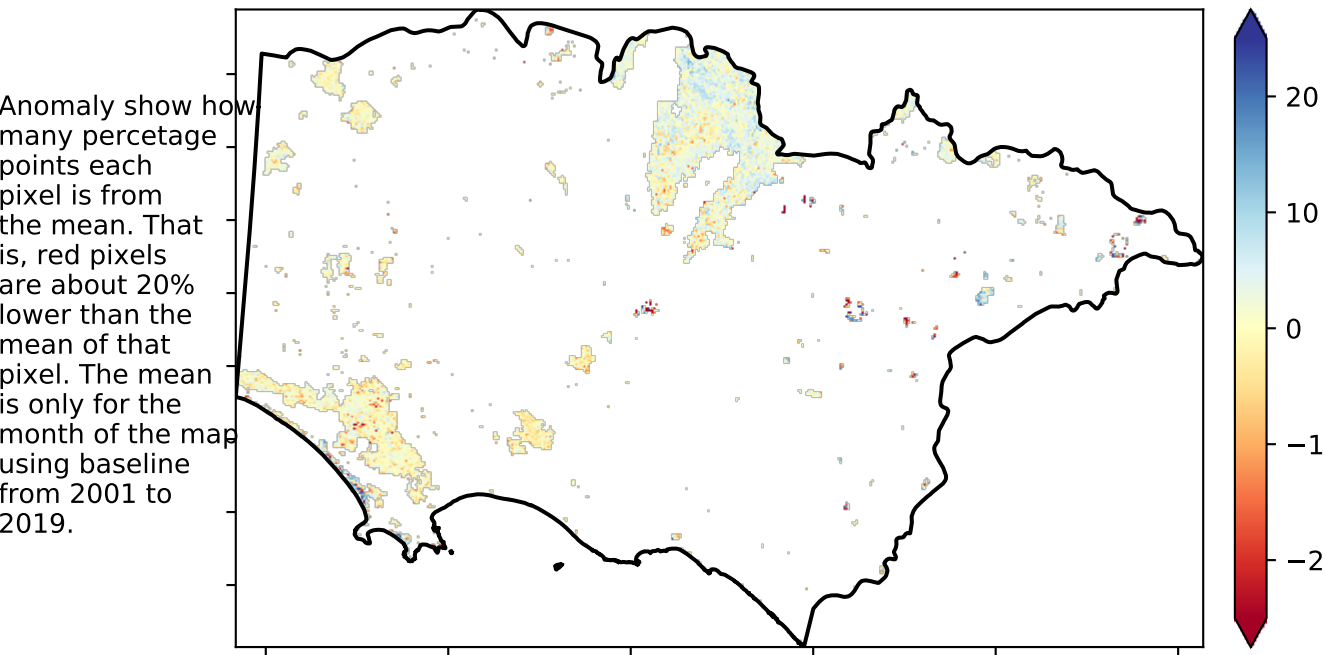 Anomaly show how
many percetage
points each
pixel is from
the mean. That
is, red pixels
are about 20%
lower than the
mean of that
pixel. The mean
is only for the
month of the map
using baseline
from 2001 to
2019.
20
10
0
−1
−2